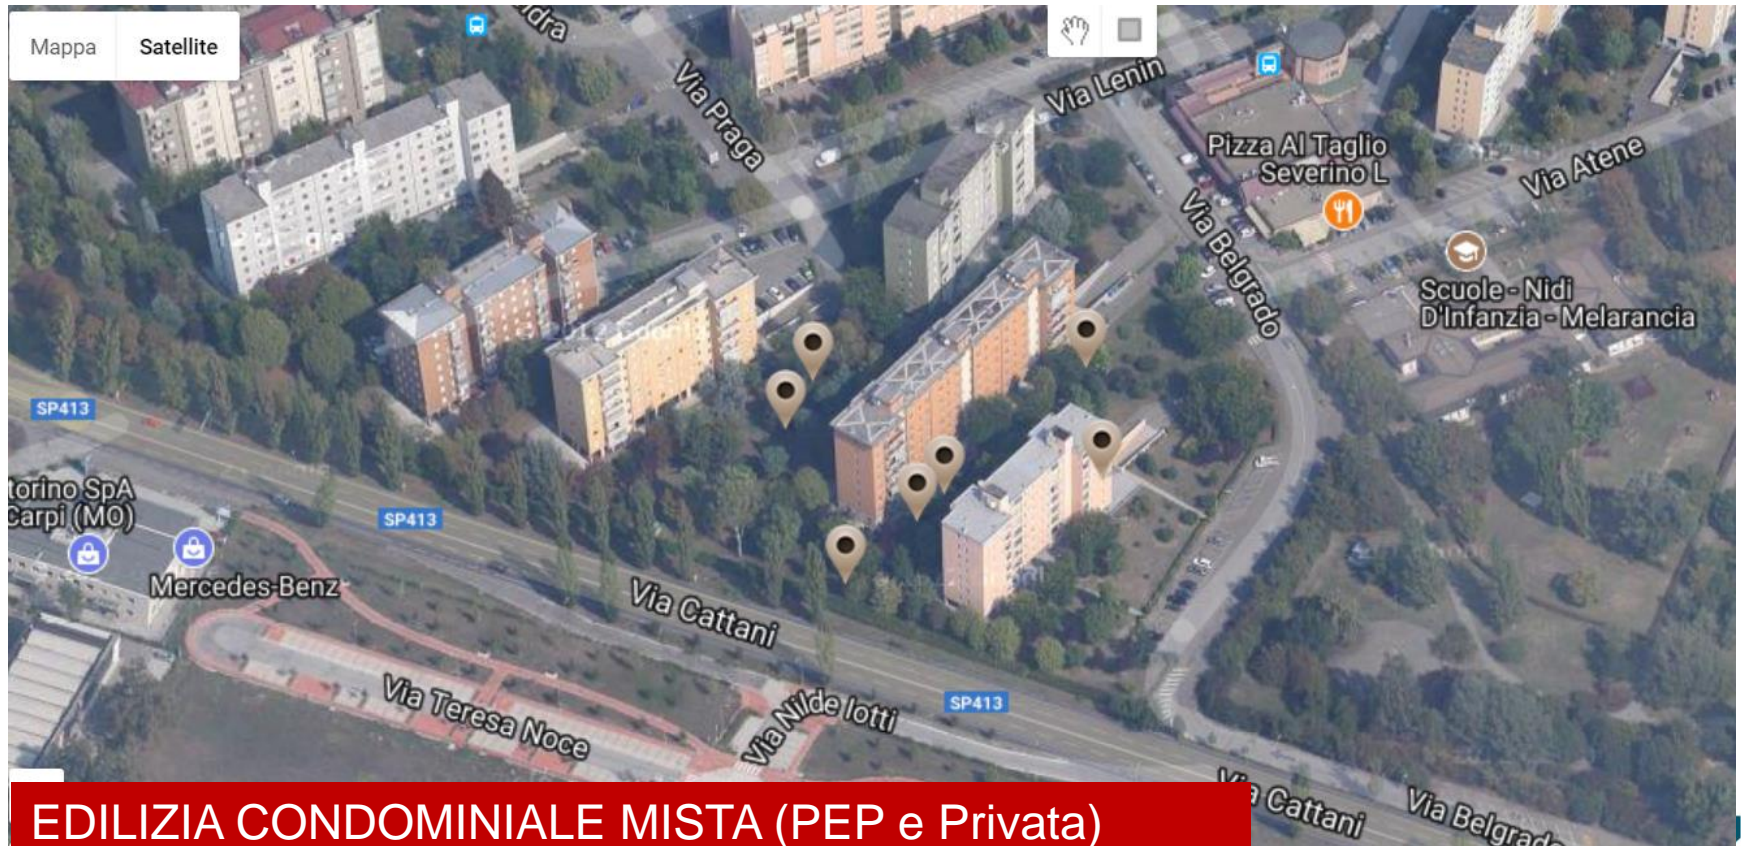 Mappa
Satellite
ndra
Via Praga
Via Lenin
Pizza Al Taglio
Severino L
Via Atene
Via Belgrado
Scuole - Nidi
D'Infanzia - Melarancia
SP413
torino SpA
Carpi (MO)
SP413
Mercedes-Benz
Via Cattani
Via Teresa Noce
Via Nilde Iotti
SP413
Via Cattani
Via Belgrado
EDILIZIA CONDOMINIALE MISTA (PEP e Privata)